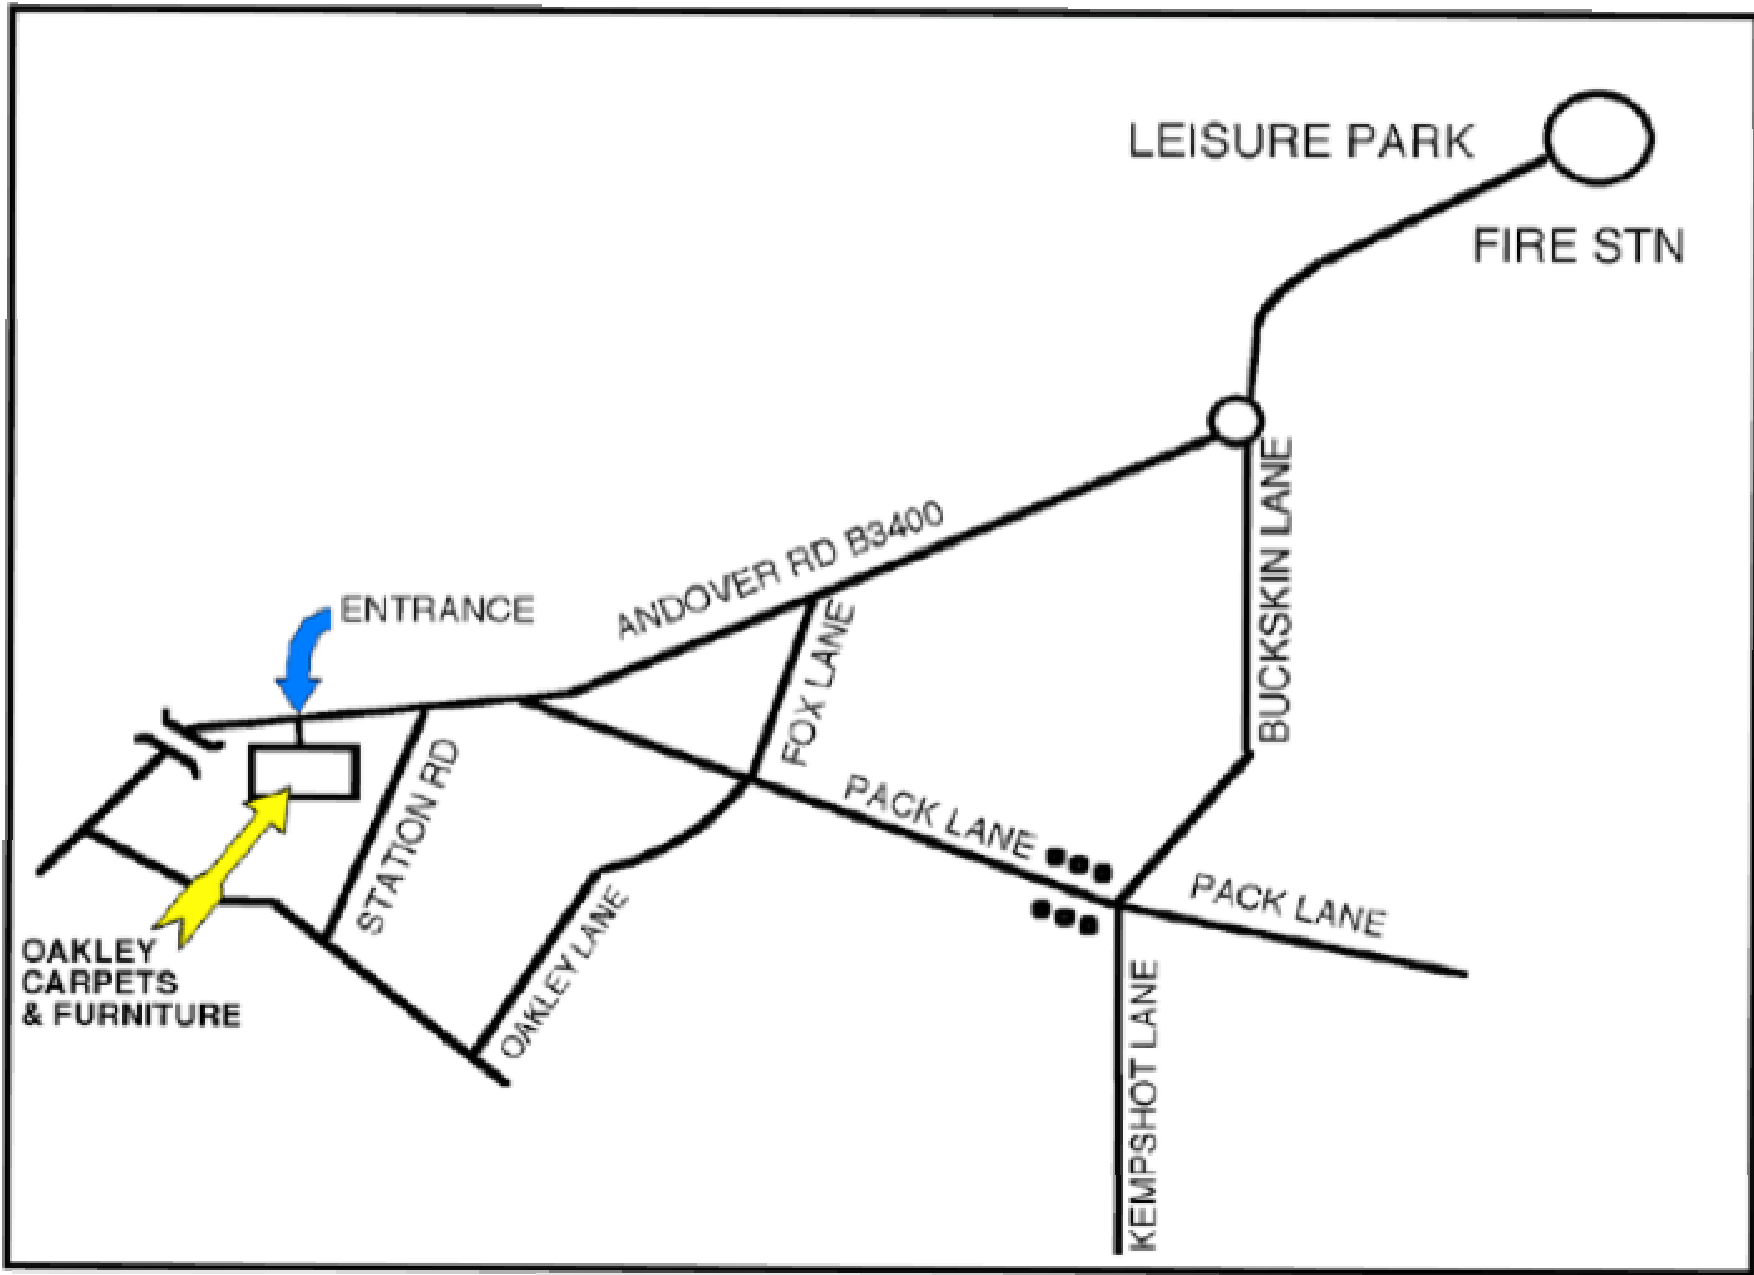 LEISURE PARK
FIRE STN
ANDOVER RD B3400
BUCKSKIN LANE
ENTRANCE
FOX LANE
STATION RD
PACK LANE
PACK LANE
OAKLEY LANE
OAKLEY
CARPETS
& FURNITURE
KEMPSHOT LANE